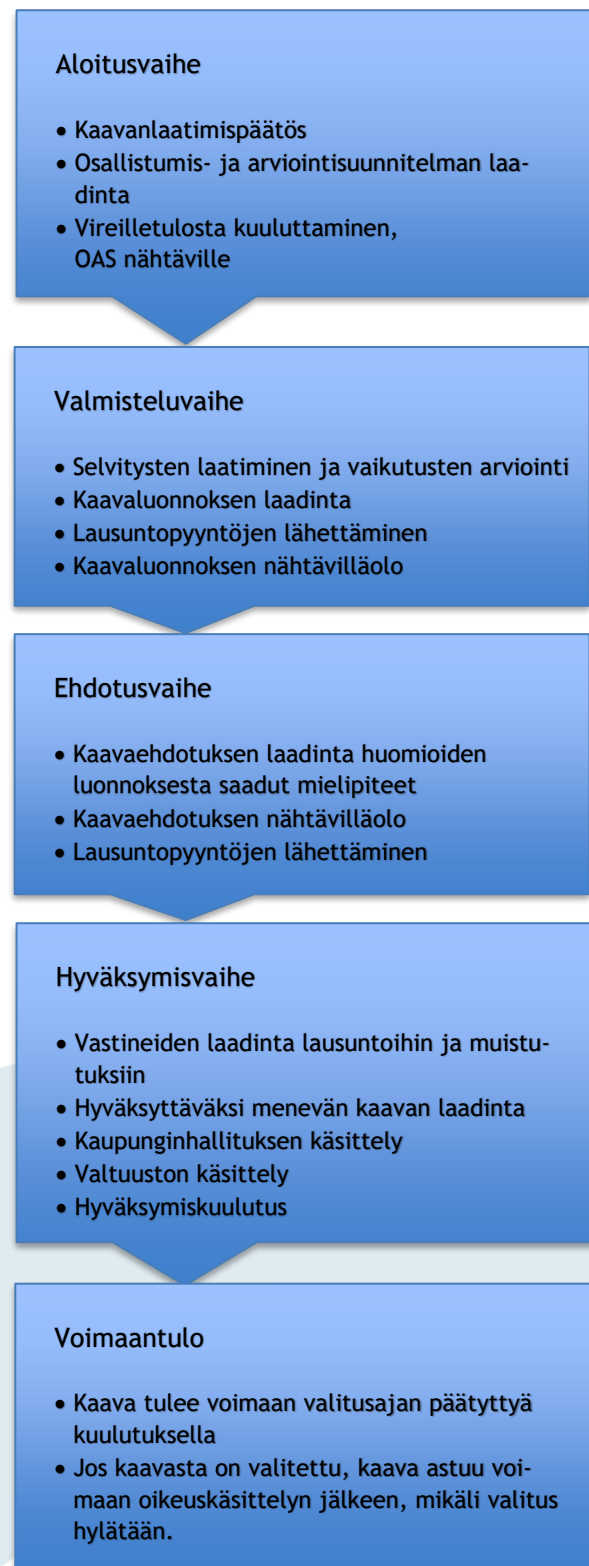 Aloitusvaihe
• Kaavanlaatimispäätös
• Osallistumis- ja arviointisuunnitelman laa-
dinta
• Vireilletulosta kuuluttaminen,
OAS nähtäville
Valmisteluvaihe
• Selvitysten laatiminen ja vaikutusten arviointi
• Kaavaluonnoksen laadinta
• Lausuntopyyntöjen lähettäminen
• Kaavaluonnoksen nähtävilläolo
Ehdotusvaihe
• Kaavaehdotuksen laadinta huomioiden
luonnoksesta saadut mielipiteet
• Kaavaehdotuksen nähtävilläolo
• Lausuntopyyntöjen lähettäminen
Hyväksymisvaihe
• Vastineiden laadinta lausuntoihin ja muistu-
tuksiin
• Hyväksyttäväksi menevän kaavan laadinta
• Kaupunginhallituksen käsittely
• Valtuuston käsittely
• Hyväksymiskuulutus
Voimaantulo
• Kaava tulee voimaan valitusajan päätyttyä
kuulutuksella
• Jos kaavasta on valitettu, kaava astuu voi-
maan oikeuskäsittelyn jälkeen, mikäli valitus
hylätään.